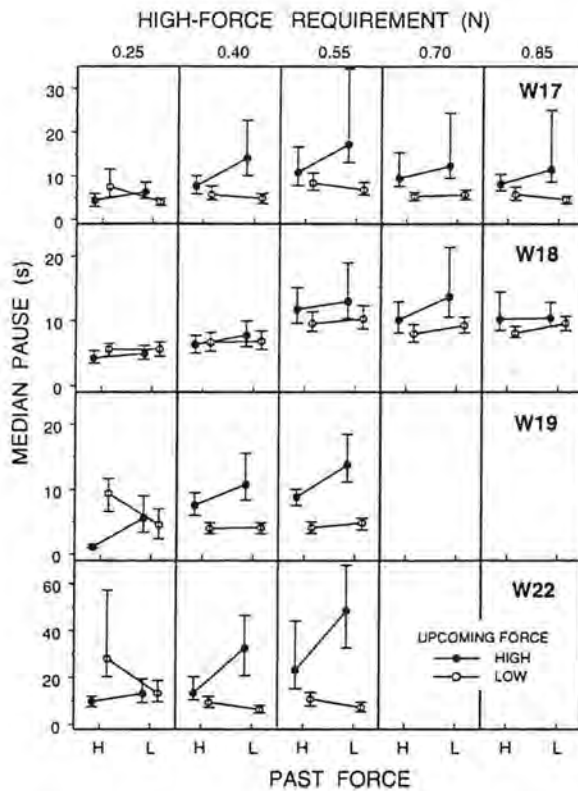 HIGH-FORCE REQUIREMENT (N)
0.25 0.40 0.55 0.70 0.85
W17
30
20
10
0
W18
20
10
0
W19
20
10
0
W22
60
40
20
0
MEDIAN PAUSE (s)
UPCOMING FORCE
HIGH
LOW
H L H L H L H L H L
PAST FORCE